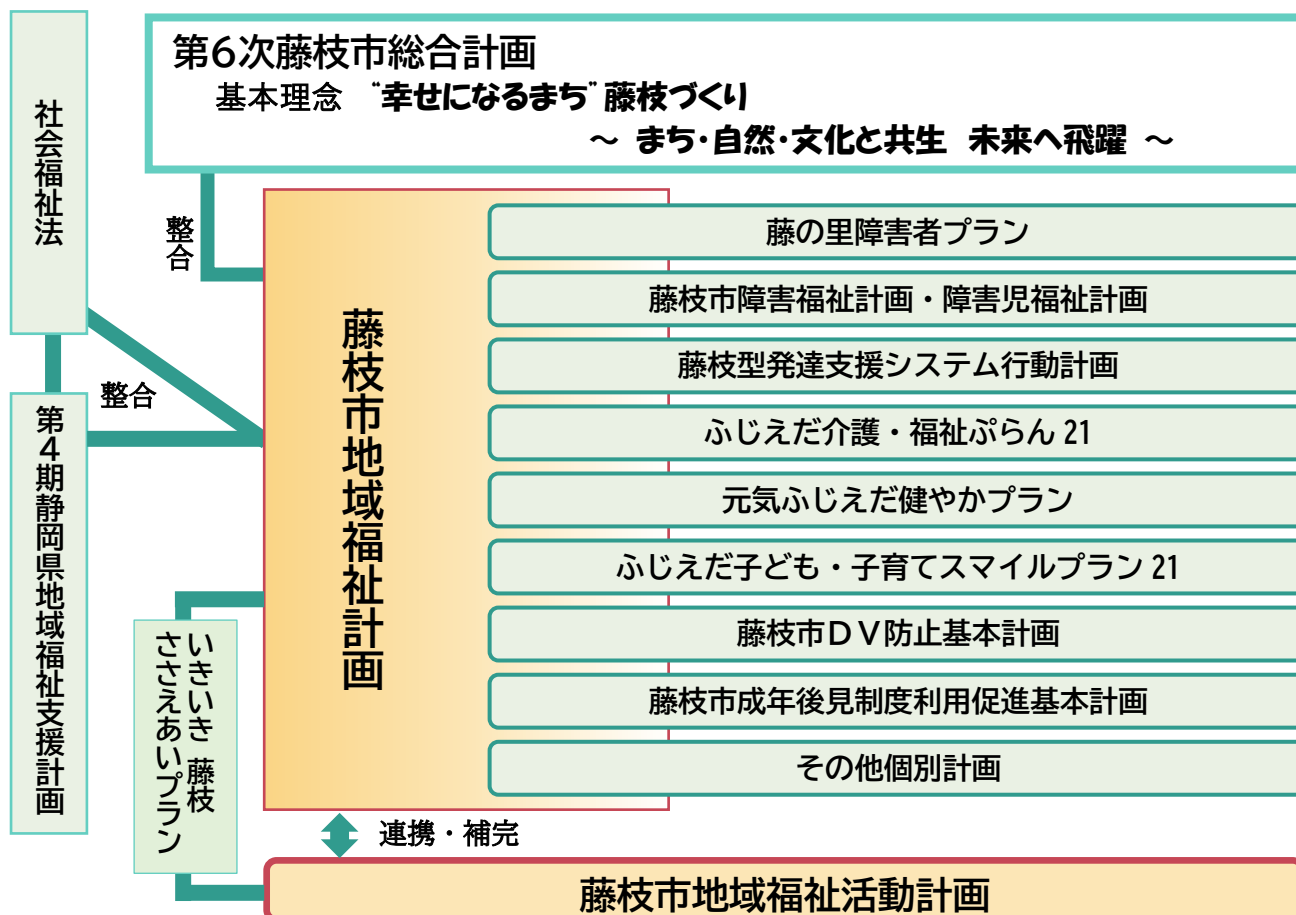 第6次藤枝市総合計画
基本理念 “幸せになるまち”藤枝づくり
～ まち・自然・文化と共生 未来へ飛躍 ～
社会福祉法
整合
整合
第4期静岡県地域福祉支援計画
藤枝市地域福祉計画
藤の里障害者プラン
藤枝市障害福祉計画・障害児福祉計画
藤枝型発達支援システム行動計画
ふじえだ介護・福祉ぷらん 21
元気ふじえだ健やかプラン
ふじえだ子ども・子育てスマイルプラン 21
藤枝市ＤＶ防止基本計画
藤枝市成年後見制度利用促進基本計画
その他個別計画
いきいき 藤枝
ささえあいプラン
連携・補完
藤枝市地域福祉活動計画